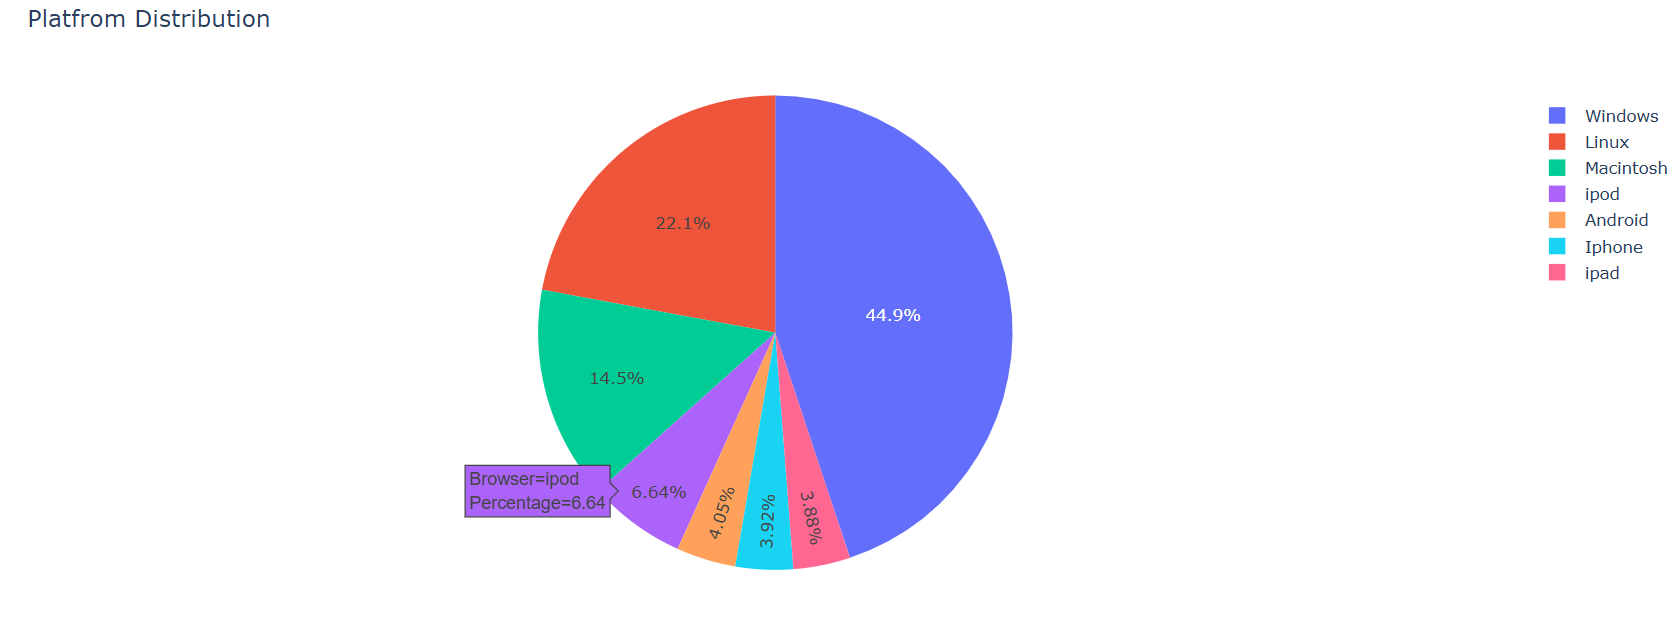 Platfrom Distribution
22.1%
44.9%
14.5%
6.64%
4.05%
3.92%
3.88%
Browser=ipod
Percentage=6.64
Windows
Linux
Macintosh
ipod
Android
Iphone
ipad